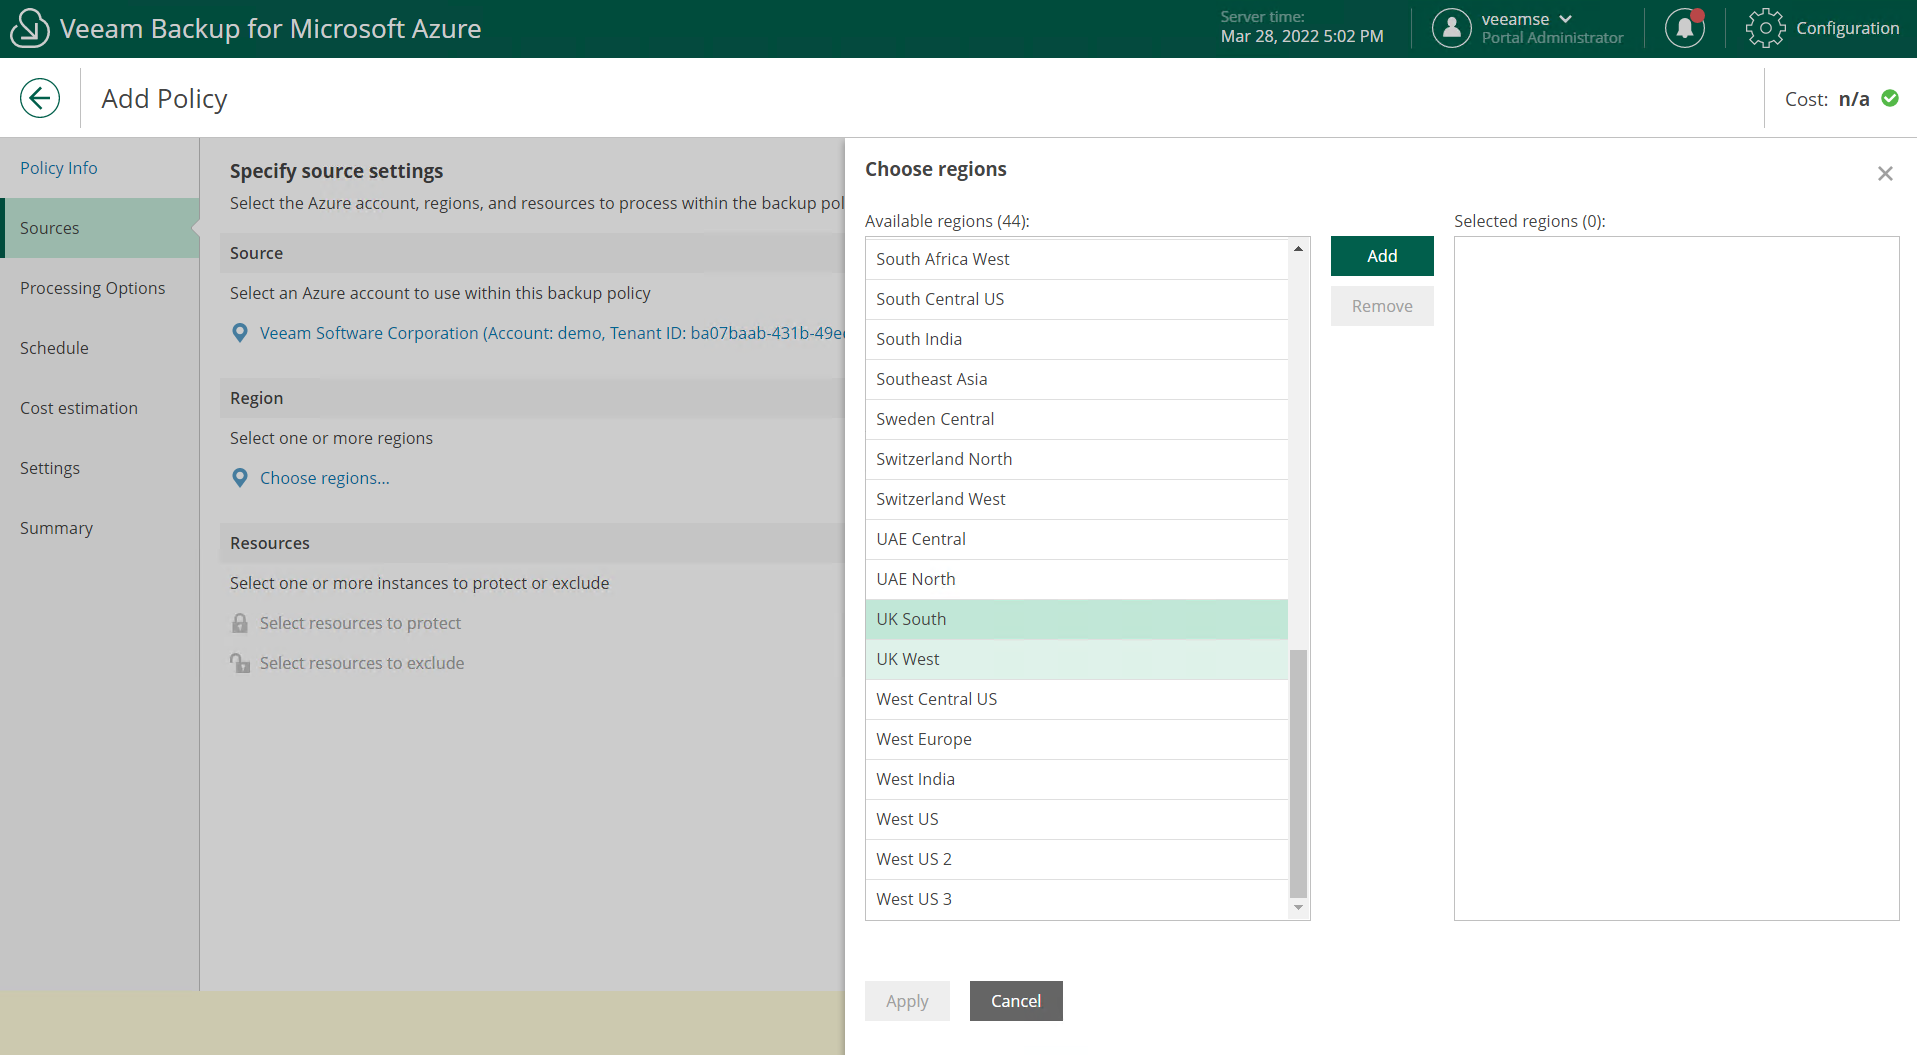 Veeam Backup for Microsoft Azure
Server time:
Mar 28, 2022 5:02 PM
veeamse
Portal Administrator
Configuration
Add Policy
Cost: n/a
Policy Info
Sources
Processing Options
Schedule
Cost estimation
Settings
Summary
Specify source settings
Select the Azure account, regions, and resources to process within the backup pol
Source
Select an Azure account to use within this backup policy
Veeam Software Corporation (Account: demo, Tenant ID: ba07baab-431b-49e
Region
Select one or more regions
Choose regions...
Resources
Select one or more instances to protect or exclude
Select resources to protect
Select resources to exclude
Choose regions
Available regions (44):
South Africa West
South Central US
South India
Southeast Asia
Sweden Central
Switzerland North
Switzerland West
UAE Central
UAE North
UK South
UK West
West Central US
West Europe
West India
West US
West US 2
West US 3
Add
Remove
Selected regions (0):
Apply
Cancel